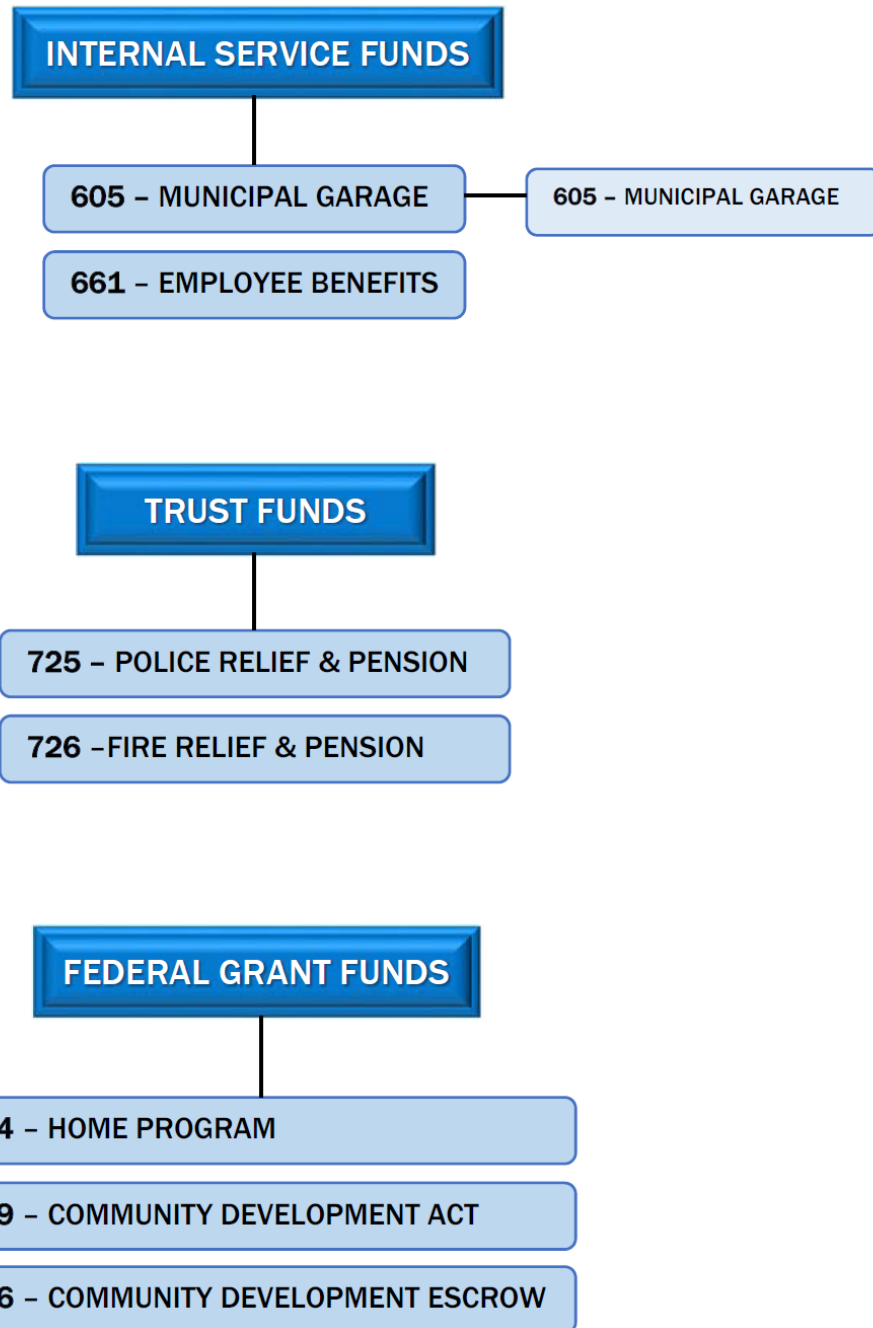 INTERNAL SERVICE FUNDS
605 – MUNICIPAL GARAGE
605 – MUNICIPAL GARAGE
661 – EMPLOYEE BENEFITS
TRUST FUNDS
725 – POLICE RELIEF & PENSION
726 –FIRE RELIEF & PENSION
FEDERAL GRANT FUNDS
4 – HOME PROGRAM
9 – COMMUNITY DEVELOPMENT ACT
6 – COMMUNITY DEVELOPMENT ESCROW